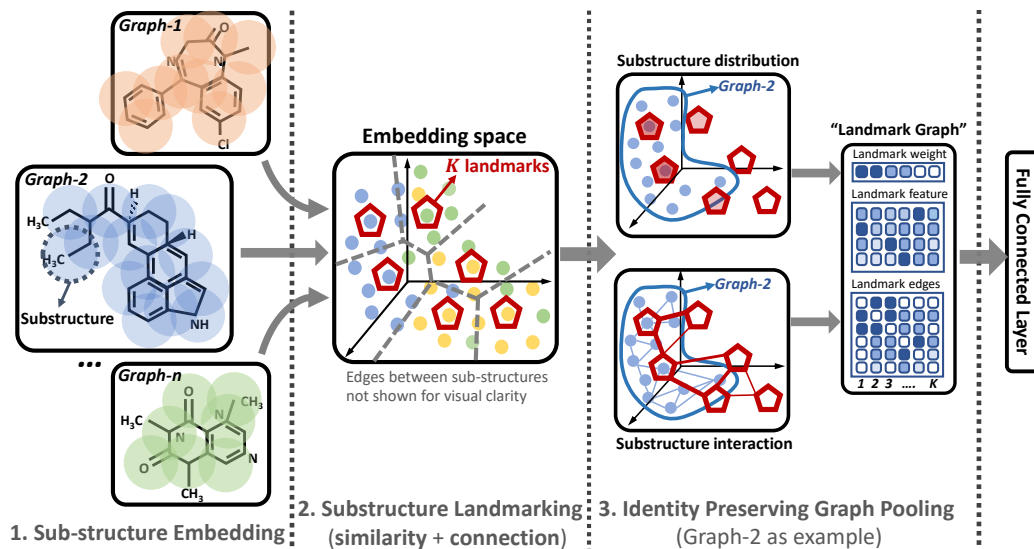 Graph-1
O
N
N
Cl
Graph-2
O
H
H₃C
H₃C
H
NH
Substructure
...
Graph-n
O
N
CH₃
H₃C
N
O
N
CH₃
1. Sub-structure Embedding
Embedding space
K landmarks
Edges between sub-structures
not shown for visual clarity
2. Substructure Landmarking
(similarity + connection)
Substructure distribution
Graph-2
Graph-2
Substructure interaction
"Landmark Graph"
Landmark weight
Landmark feature
Landmark edges
1 2 3 .... K
3. Identity Preserving Graph Pooling
(Graph-2 as example)
Fully Connected Layer